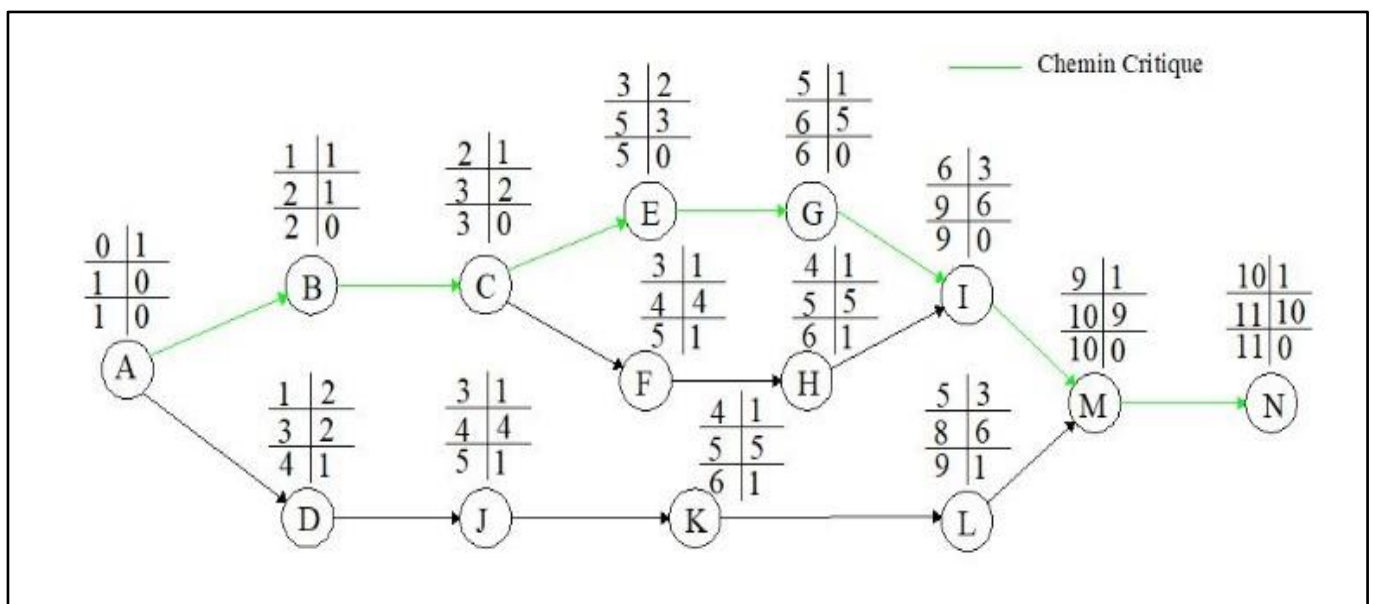 Chemin Critique
3 2
5 3
5 0
5 1
6 5
6 0
1 1
2 1
2 0
2 1
3 2
3 0
6 3
9 6
9 0
0 1
1 0
1 0
E
G
3 1
4 4
5 1
4 1
5 5
6 1
9 1
10 9
10 0
10 1
11 10
11 0
B
C
I
A
F
H
M
N
1 2
3 2
4 1
3 1
4 4
5 1
4 1
5 5
6 1
5 3
8 6
9 1
D
J
K
L